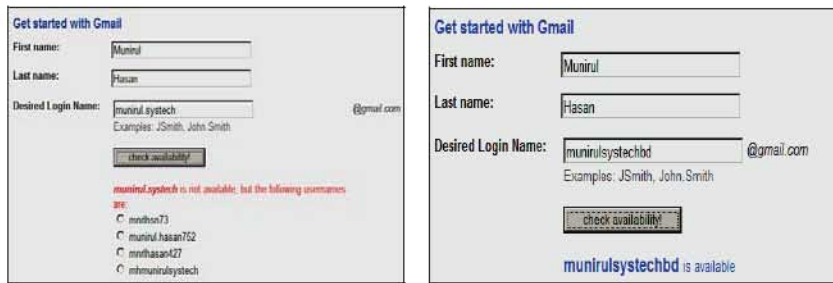 Get started with Gmail
First name:
Munirul
Last name:
Hasan
Desired Login Name:
munirul.systech
@gmail.com
Examples: JSmith, John.Smith
check availability!
munirul.systech is not available, but the following usernames
are:
mnrlhsn73
munirul.hasan752
mnrlhasan427
mhmunirulsystech
Get started with Gmail
First name:
Munirul
Last name:
Hasan
Desired Login Name:
munirulsystechbd
@gmail.com
Examples: JSmith, John.Smith
check availability!
munirulsystechbd is available